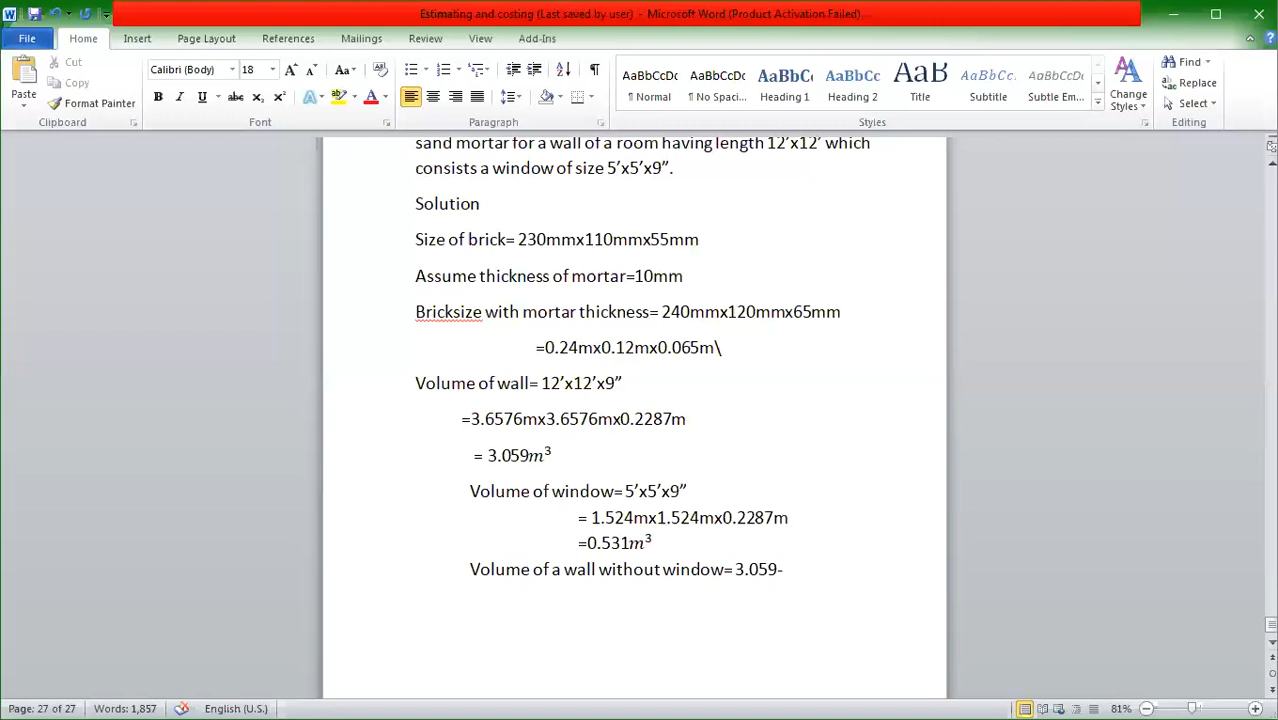 Estimating and costing (Last saved by user) - Microsoft Word (Product Activation Failed)...
File Home Insert Page Layout References Mailings Review View Add-Ins
Paste Cut Copy Format Painter Clipboard
Calibri (Body) 18 Aa B I U abc x₂ x² A A Font
Paragraph
AaBbCcDc ¶ Normal AaBbCcDc ¶ No Spaci... AaBbC Heading 1 AaBbCc Heading 2 AaB Title AaBbCcI Subtitle AaBbCcDc Subtle Em... Styles
Change Styles
Find Replace Select Editing
sand mortar for a wall of a room having length 12’x12’ which
consists a window of size 5’x5’x9”.
Solution
Size of brick= 230mmx110mmx55mm
Assume thickness of mortar=10mm
Bricksize with mortar thickness= 240mmx120mmx65mm
=0.24mx0.12mx0.065m\
Volume of wall= 12’x12’x9”
=3.6576mx3.6576mx0.2287m
= 3.059m³
Volume of window= 5’x5’x9”
= 1.524mx1.524mx0.2287m
=0.531m³
Volume of a wall without window= 3.059-
Page: 27 of 27 Words: 1,857 English (U.S.) 81%